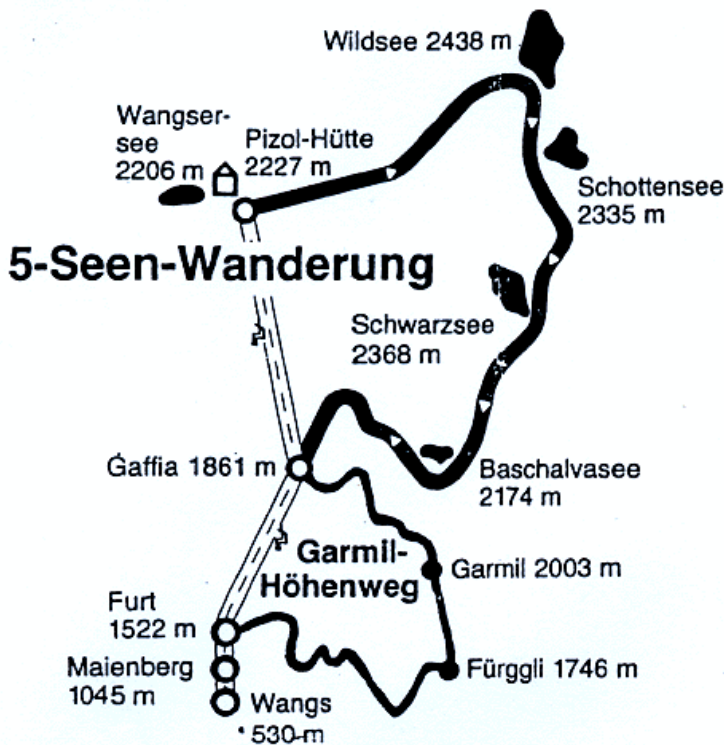 Wildsee 2438 m
Wangser-
see
2206 m
Pizol-Hütte
2227 m
Schottensee
2335 m
5-Seen-Wanderung
Schwarzsee
2368 m
Gaffia 1861 m
Baschalvasee
2174 m
Garmil-
Höhenweg
Garmil 2003 m
Furt
1522 m
Maienberg
1045 m
Fürggli 1746 m
Wangs
530 m